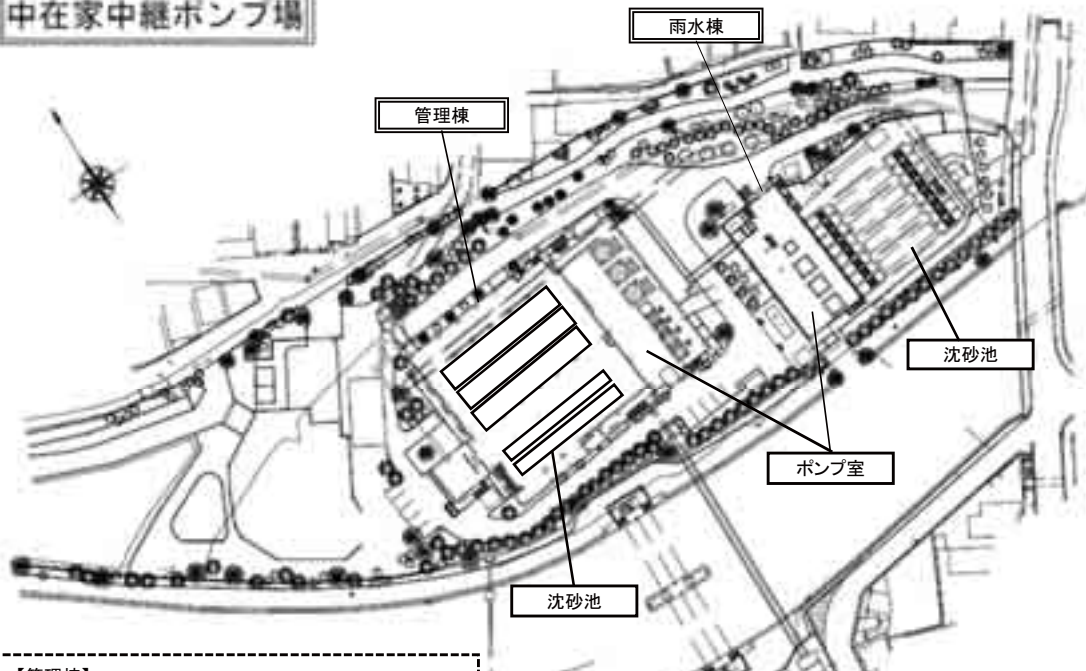 中在家中継ポンプ場
雨水棟
管理棟
沈砂池
ポンプ室
沈砂池
【管理棟】